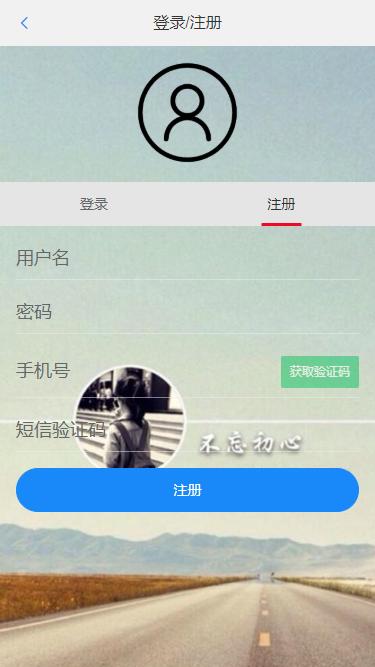 登录/注册
登录 注册
用户名
密码
手机号 获取验证码
短信验证码
不忘初心
注册